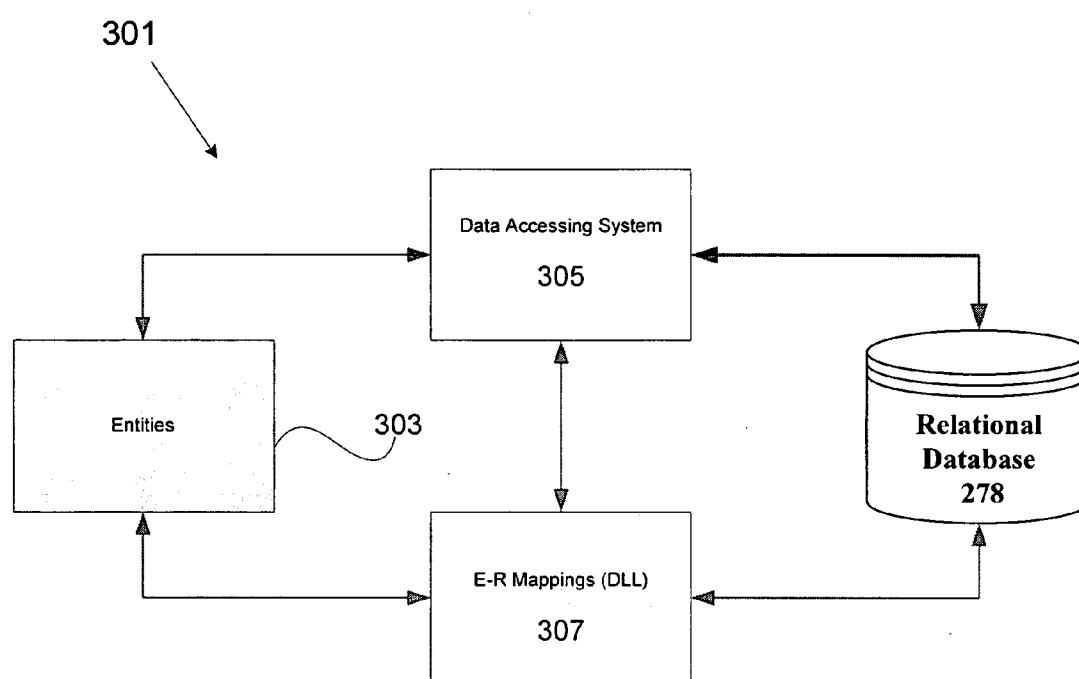 301
Data Accessing System
305
Entities
303
Relational
Database
278
E-R Mappings (DLL)
307